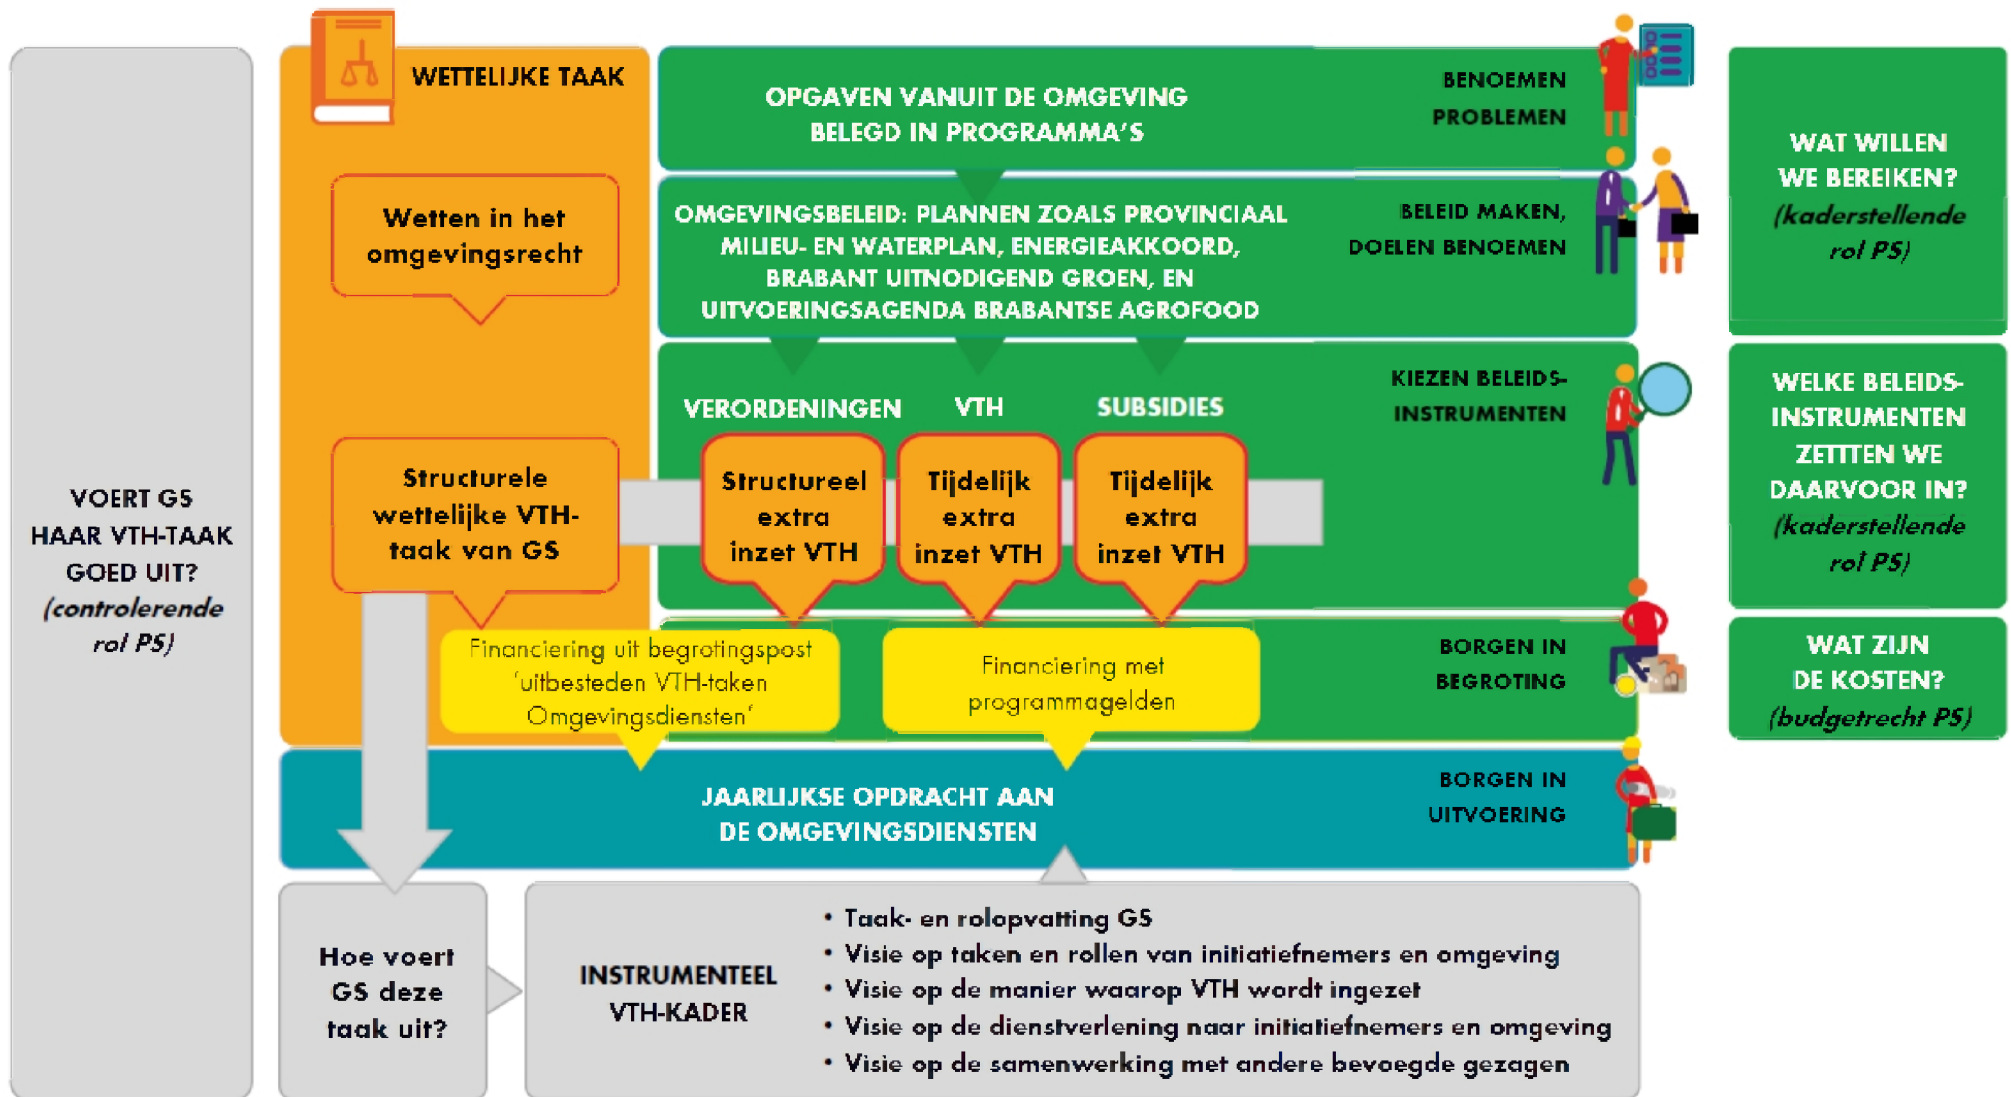 VOERT GS
HAAR VTH-TAAK
GOED UIT?
(controlerende
rol PS)
WETTELIJKE TAAK
Wetten in het
omgevingsrecht
Structurele
wettelijke VTH-
taak van GS
OPGAVEN VANUIT DE OMGEVING
BELEGD IN PROGRAMMA'S
BENOEMEN
PROBLEMEN
OMGEVINGSBELEID: PLANNEN ZOALS PROVINCIAAL
MILIEU- EN WATERPLAN, ENERGIEAKKOORD,
BRABANT UITNODIGEND GROEN, EN
UITVOERINGSAGENDA BRABANTSE AGROFOOD
BELEID MAKEN,
DOELEN BENOEMEN
VERORDENINGEN
VTH
SUBSIDIES
KIEZEN BELEIDS-
INSTRUMENTEN
Structureel
extra
inzet VTH
Tijdelijk
extra
inzet VTH
Tijdelijk
extra
inzet VTH
Financiering uit begrotingspost
'uitbesteden VTH-taken
Omgevingsdiensten'
Financiering met
programmagelden
BORGEN IN
BEGROTING
JAARLIJKSE OPDRACHT AAN
DE OMGEVINGSDIENSTEN
BORGEN IN
UITVOERING
WAT WILLEN
WE BEREIKEN?
(kaderstellende
rol PS)
WELKE BELEIDS-
INSTRUMENTEN
ZETTTEN WE
DAARVOOR IN?
(kaderstellende
rol PS)
WAT ZIJN
DE KOSTEN?
(budgetrecht PS)
Hoe voert
GS deze
taak uit?
INSTRUMENTEEL
VTH-KADER
• Taak- en rolopvatting GS
• Visie op taken en rollen van initiatiefnemers en omgeving
• Visie op de manier waarop VTH wordt ingezet
• Visie op de dienstverlening naar initiatiefnemers en omgeving
• Visie op de samenwerking met andere bevoegde gezagen